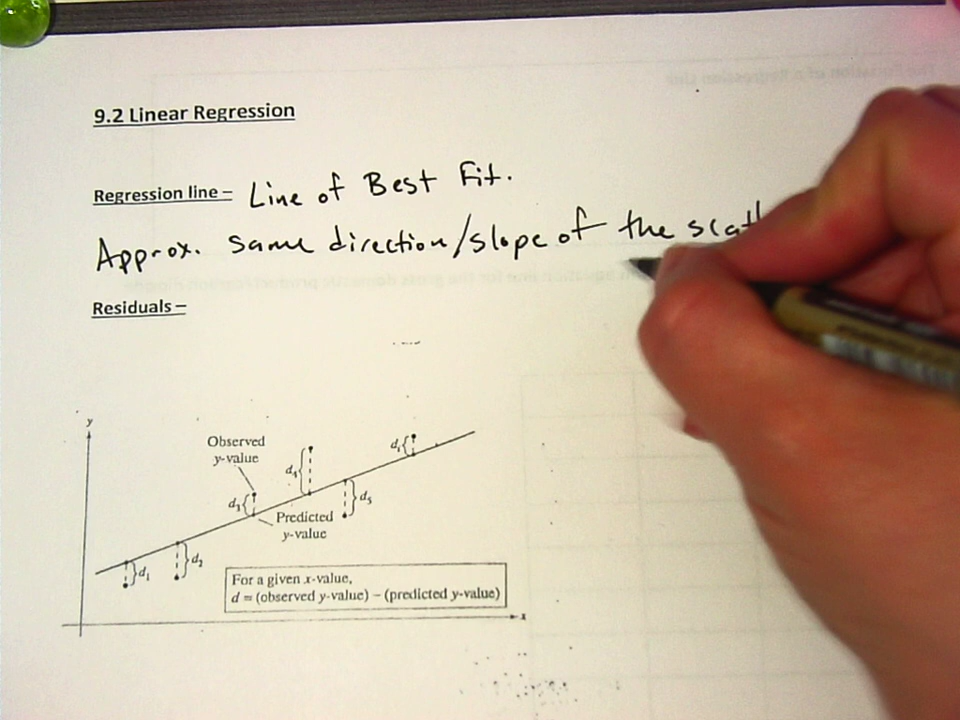 9.2 Linear Regression
Regression line – Line of Best Fit.
Approx. same direction/slope of the scat
Residuals –
y
Observed
y-value
d₁
d₂
d₃
d₄
d₅
Predicted
y-value
For a given x-value,
d = (observed y-value) – (predicted y-value)
x